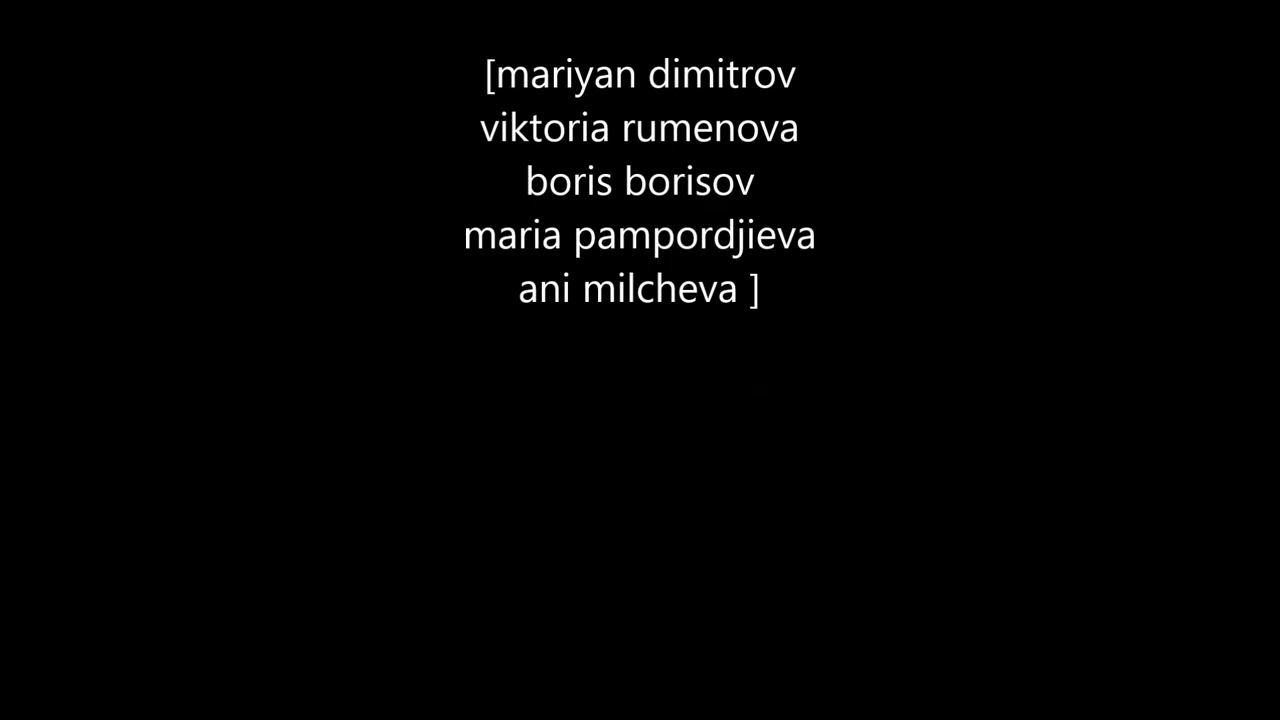 [mariyan dimitrov
viktoria rumenova
boris borisov
maria pampordjieva
ani milcheva ]